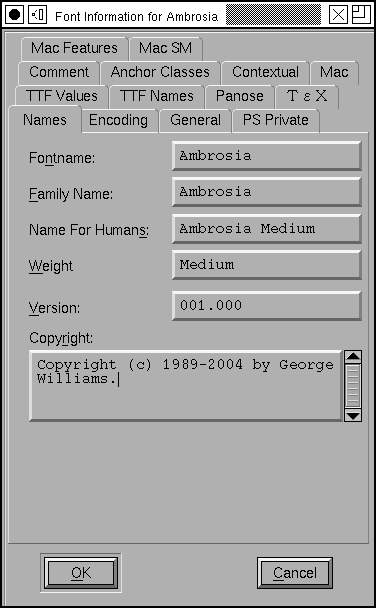 Font Information for Ambrosia
Mac Features Mac SM
Comment Anchor Classes Contextual Mac
TTF Values TTF Names Panose T ε X
Names Encoding General PS Private
Fontname: Ambrosia
Family Name: Ambrosia
Name For Humans: Ambrosia Medium
Weight Medium
Version: 001.000
Copyright:
Copyright (c) 1989-2004 by George
Williams.
OK Cancel